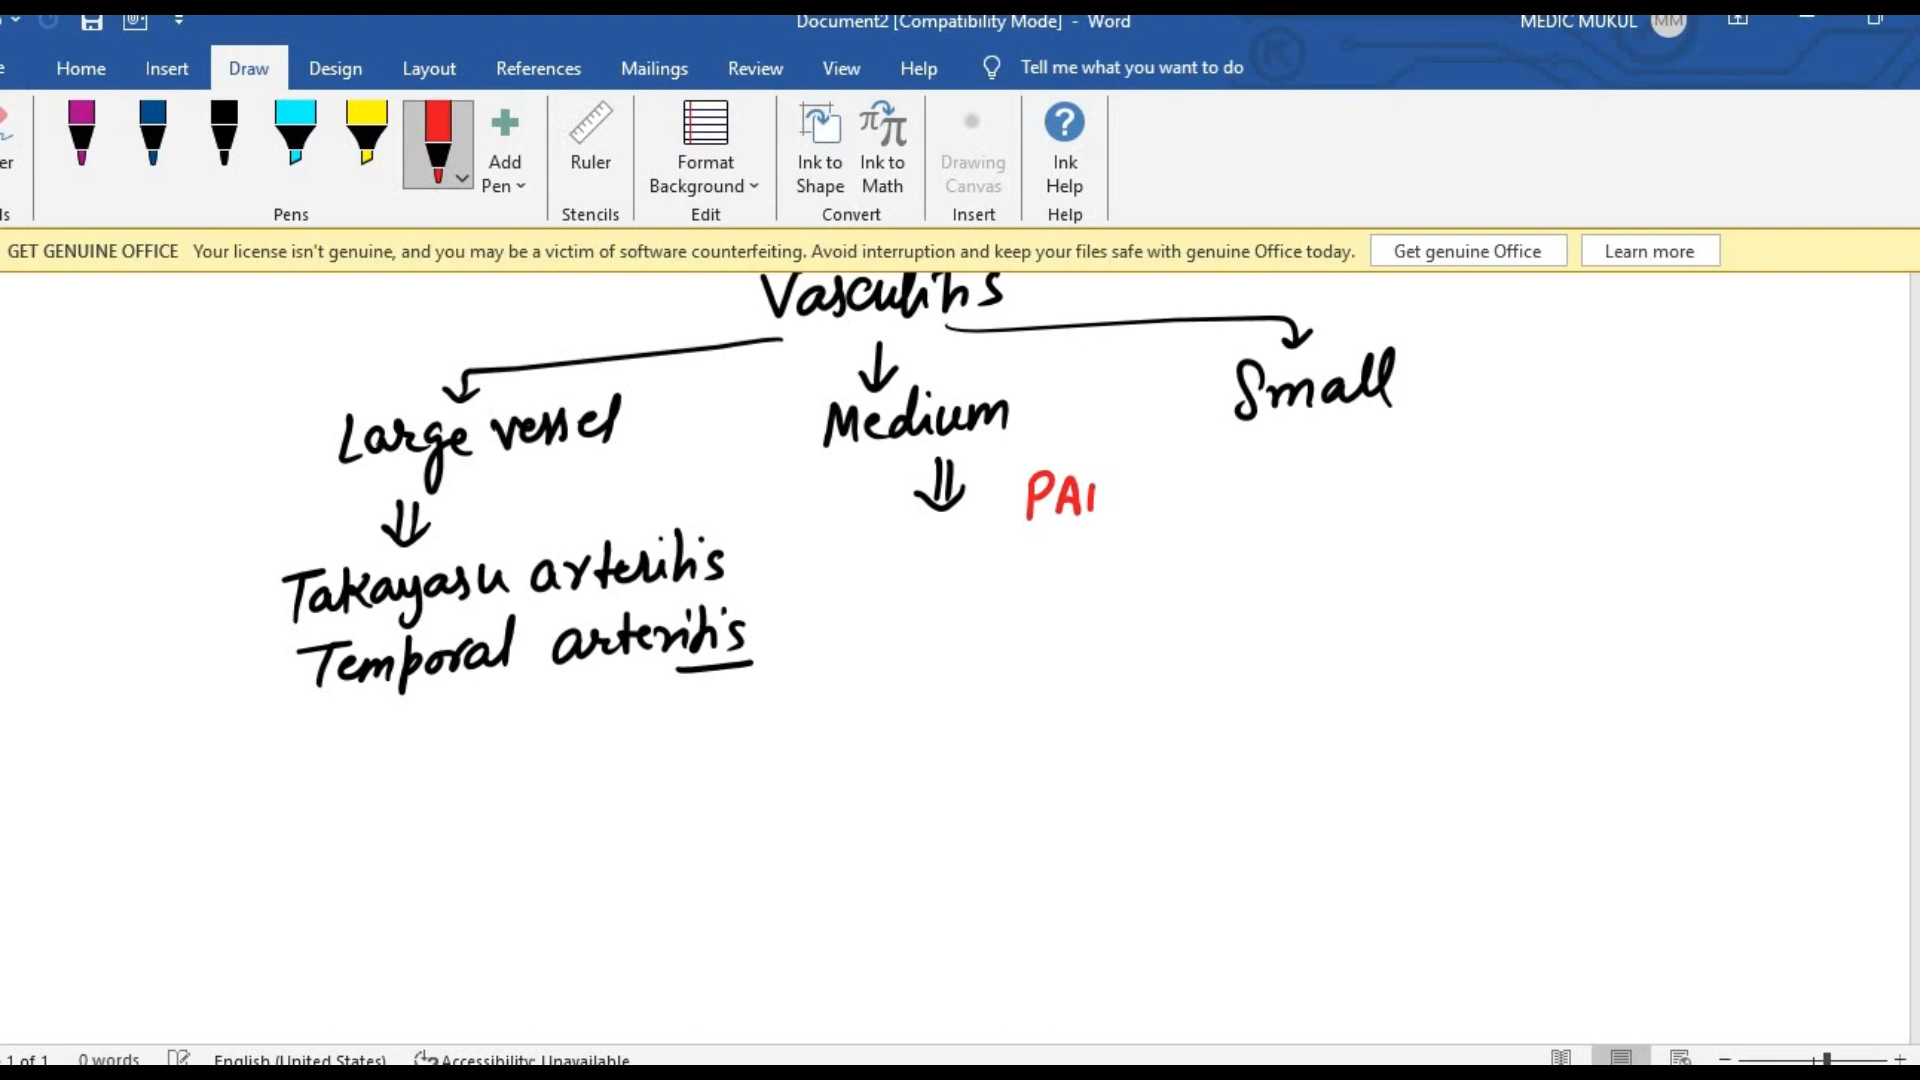 Document2 [Compatibility Mode] - Word
MEDIC MUKUL MM
Home Insert Draw Design Layout References Mailings Review View Help Tell me what you want to do
Add Pen
Ruler
Format Background
Ink to Shape
Ink to Math
Drawing Canvas
Ink Help
Pens Stencils Edit Convert Insert Help
GET GENUINE OFFICE Your license isn't genuine, and you may be a victim of software counterfeiting. Avoid interruption and keep your files safe with genuine Office today. Get genuine Office Learn more
Vasculitis
Large vessel Medium Small
PAI
Takayasu arteritis
Temporal arteritis
1 of 1 0 words English (United States) Accessibility: Unavailable